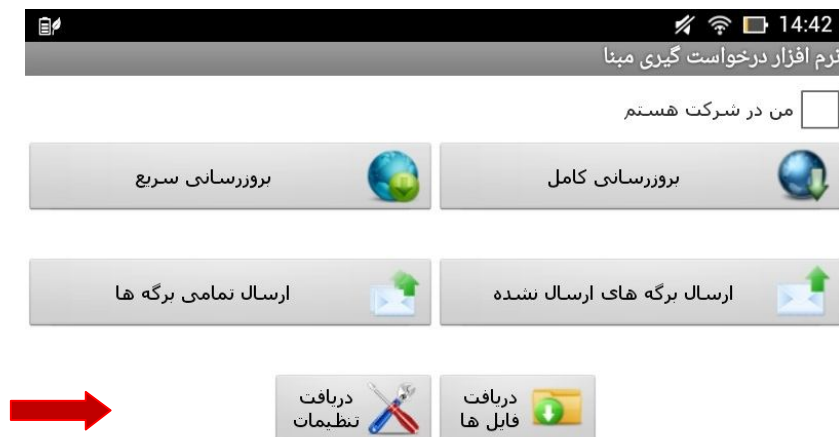 14:42
نرم افزار درخواست گیری مبنا
من در شرکت هستم
بروزرسانی کامل
بروزرسانی سریع
ارسال برگه های ارسال نشده
ارسال تمامی برگه ها
دریافت
فایل ها
دریافت
تنظیمات